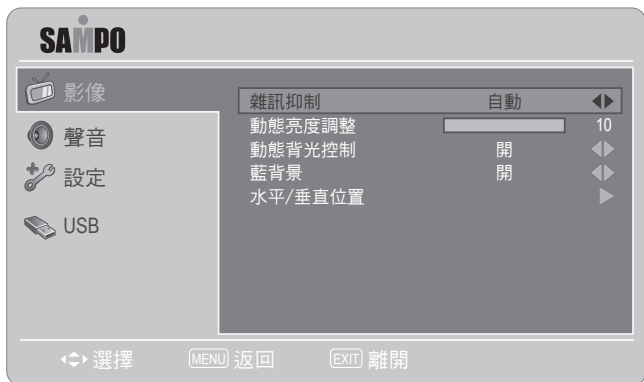 SAMPO
影像
聲音
設定
USB
雜訊抑制 自動
動態亮度調整 10
動態背光控制 開
藍背景 開
水平/垂直位置
選擇 MENU 返回 EXIT 離開